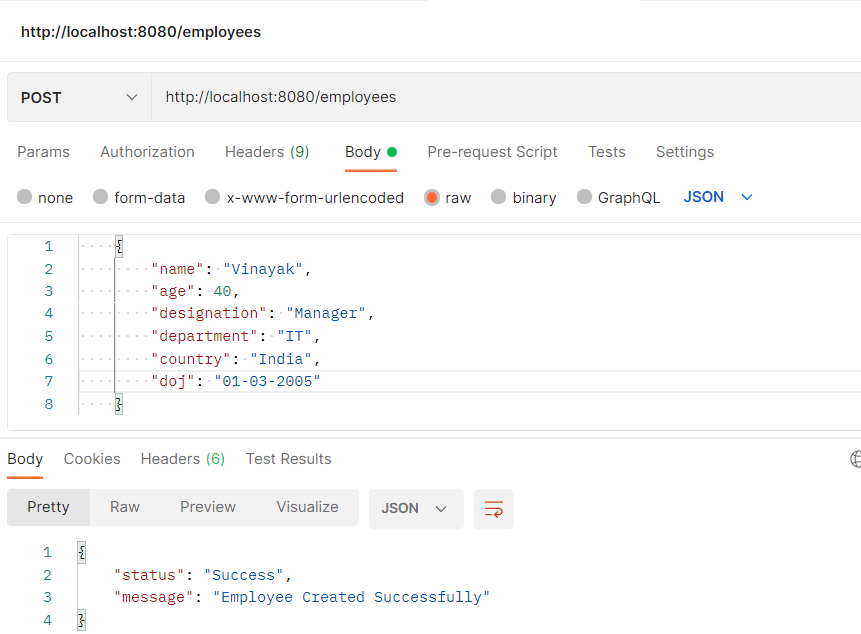 http://localhost:8080/employees
POST http://localhost:8080/employees
Params Authorization Headers (9) Body Pre-request Script Tests Settings
none form-data x-www-form-urlencoded raw binary GraphQL JSON
1 {
2 "name": "Vinayak",
3 "age": 40,
4 "designation": "Manager",
5 "department": "IT",
6 "country": "India",
7 "doj": "01-03-2005"
8 }
Body Cookies Headers (6) Test Results
Pretty Raw Preview Visualize JSON
1 {
2 "status": "Success",
3 "message": "Employee Created Successfully"
4 }